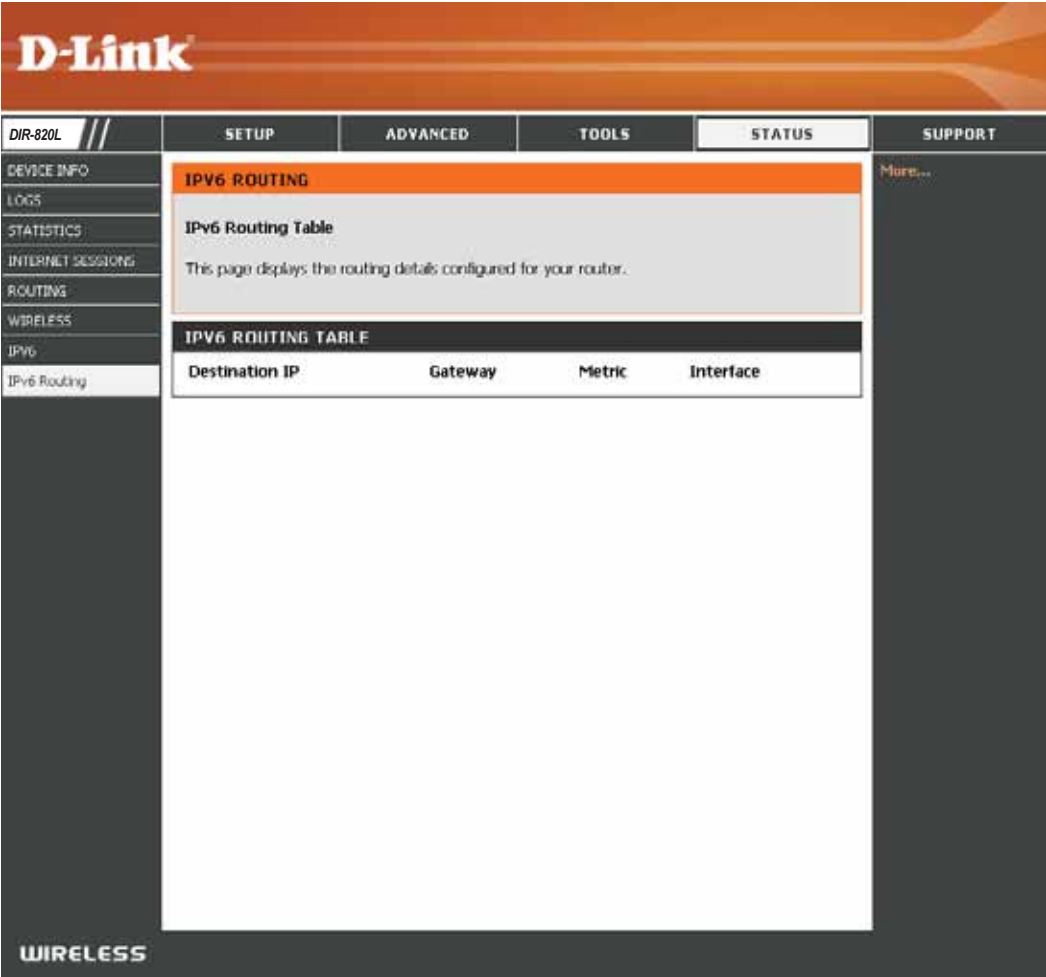 D-Link
DIR-820L
SETUP
ADVANCED
TOOLS
STATUS
SUPPORT
DEVICE INFO
LOGS
STATISTICS
INTERNET SESSIONS
ROUTING
WIRELESS
IPV6
IPv6 Routing
IPV6 ROUTING
IPv6 Routing Table
This page displays the routing details configured for your router.
IPV6 ROUTING TABLE
Destination IP Gateway Metric Interface
More...
WIRELESS